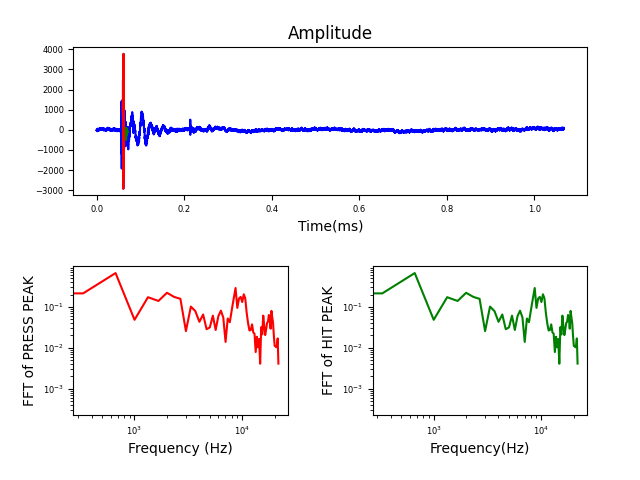 Amplitude
4000
3000
2000
1000
0
−1000
−2000
−3000
0.0 0.2 0.4 0.6 0.8 1.0
Time(ms)
FFT of PRESS PEAK
10⁻¹
10⁻²
10⁻³
10³ 10⁴
Frequency (Hz)
FFT of HIT PEAK
10⁻¹
10⁻²
10⁻³
10³ 10⁴
Frequency(Hz)